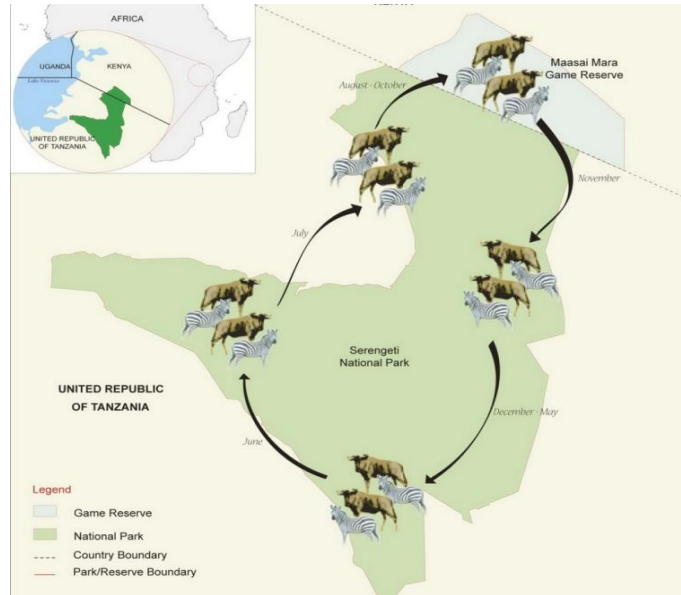 AFRICA
UGANDA
KENYA
Lake Victoria
UNITED REPUBLIC
OF TANZANIA
Maasai Mara
Game Reserve
August - October
November
July
Serengeti
National Park
UNITED REPUBLIC
OF TANZANIA
December - May
June
Legend
Game Reserve
National Park
Country Boundary
Park/Reserve Boundary